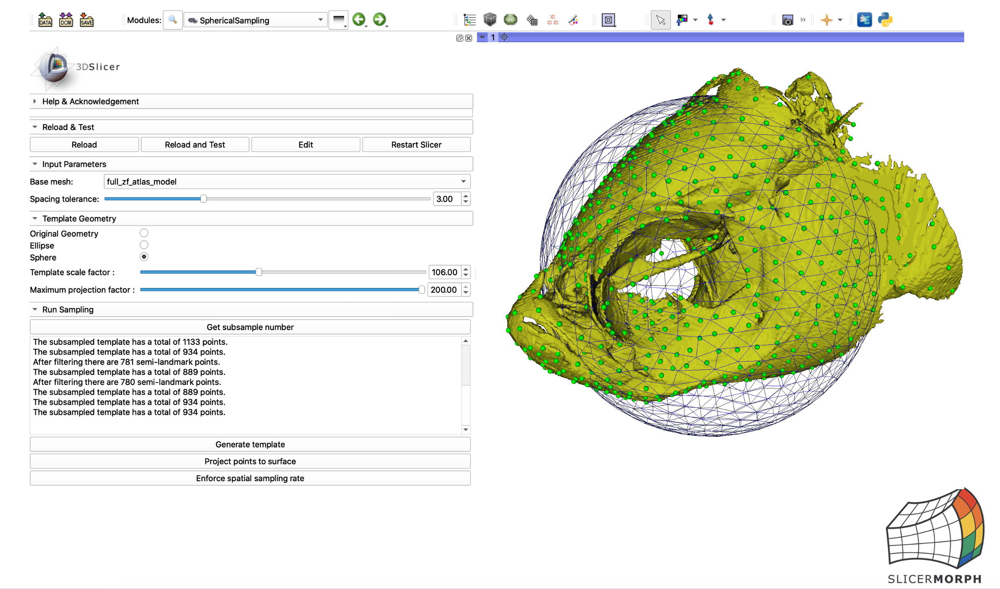 DATA DCM SAVE Modules: SphericalSampling
1
3DSlicer
Help & Acknowledgement
Reload & Test
Reload Reload and Test Edit Restart Slicer
Input Parameters
Base mesh: full_zf_atlas_model
Spacing tolerance: 3.00
Template Geometry
Original Geometry
Ellipse
Sphere
Template scale factor : 106.00
Maximum projection factor : 200.00
Run Sampling
Get subsample number
The subsampled template has a total of 1133 points.
The subsampled template has a total of 934 points.
After filtering there are 781 semi-landmark points.
The subsampled template has a total of 889 points.
After filtering there are 780 semi-landmark points.
The subsampled template has a total of 889 points.
The subsampled template has a total of 934 points.
The subsampled template has a total of 934 points.
Generate template
Project points to surface
Enforce spatial sampling rate
SLICERMORPH